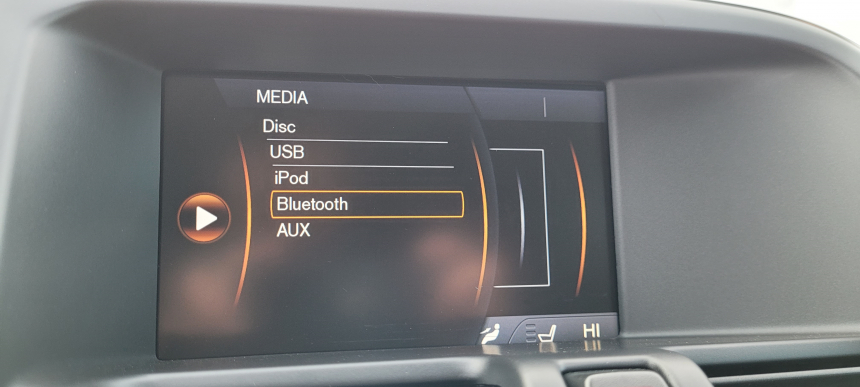 MEDIA
Disc
USB
iPod
Bluetooth
AUX
HI